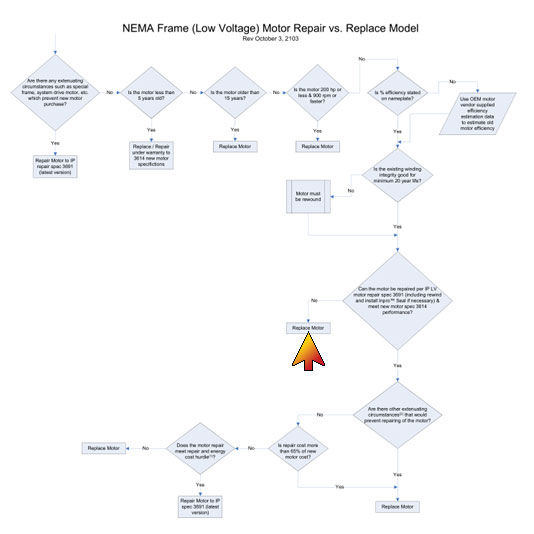 NEMA Frame (Low Voltage) Motor Repair vs. Replace Model
Rev October 3, 2103
Are there any extenuating
circumstances such as special
frame, system drive motor, etc.
which prevent new motor
purchase?
No
Is the motor less than
5 years old?
No
Is the motor older than
15 years?
No
Is the motor 200 hp or
less & 900 rpm or
faster?
No
Is % efficiency stated
on nameplate?
No
Use OEM motor
vendor supplied
efficiency
estimation data
to estimate old
motor efficiency
Yes
Repair Motor to IP
repair spec 3691
(latest version)
Yes
Replace / Repair
under warranty to
3614 new motor
specifictions
Yes
Replace Motor
Yes
Replace Motor
Yes
Is the existing winding
integrity good for
minimum 20 year life?
No
Motor must
be rewound
Yes
Can the motor be repaired per IP LV
motor repair spec 3691 (including rewind
and install Inpro™ Seal if necessary) &
meet new motor spec 3614
performance?
No
Replace Motor
Yes
Are there other extenuating
circumstances⁽²⁾ that would
prevent repairing of the motor?
No
Is repair cost more
than 65% of new
motor cost?
No
Does the motor repair
meet repair and energy
cost hurdle⁽¹⁾?
No
Replace Motor
Yes
Repair Motor to IP
spec 3691 (latest
version)
Yes
Yes
Replace Motor